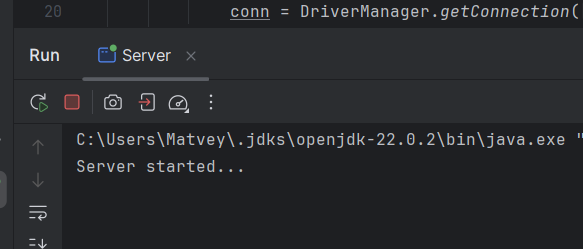 20 conn = DriverManager.getConnection(
Run Server
C:\Users\Matvey\.jdks\openjdk-22.0.2\bin\java.exe "
Server started...